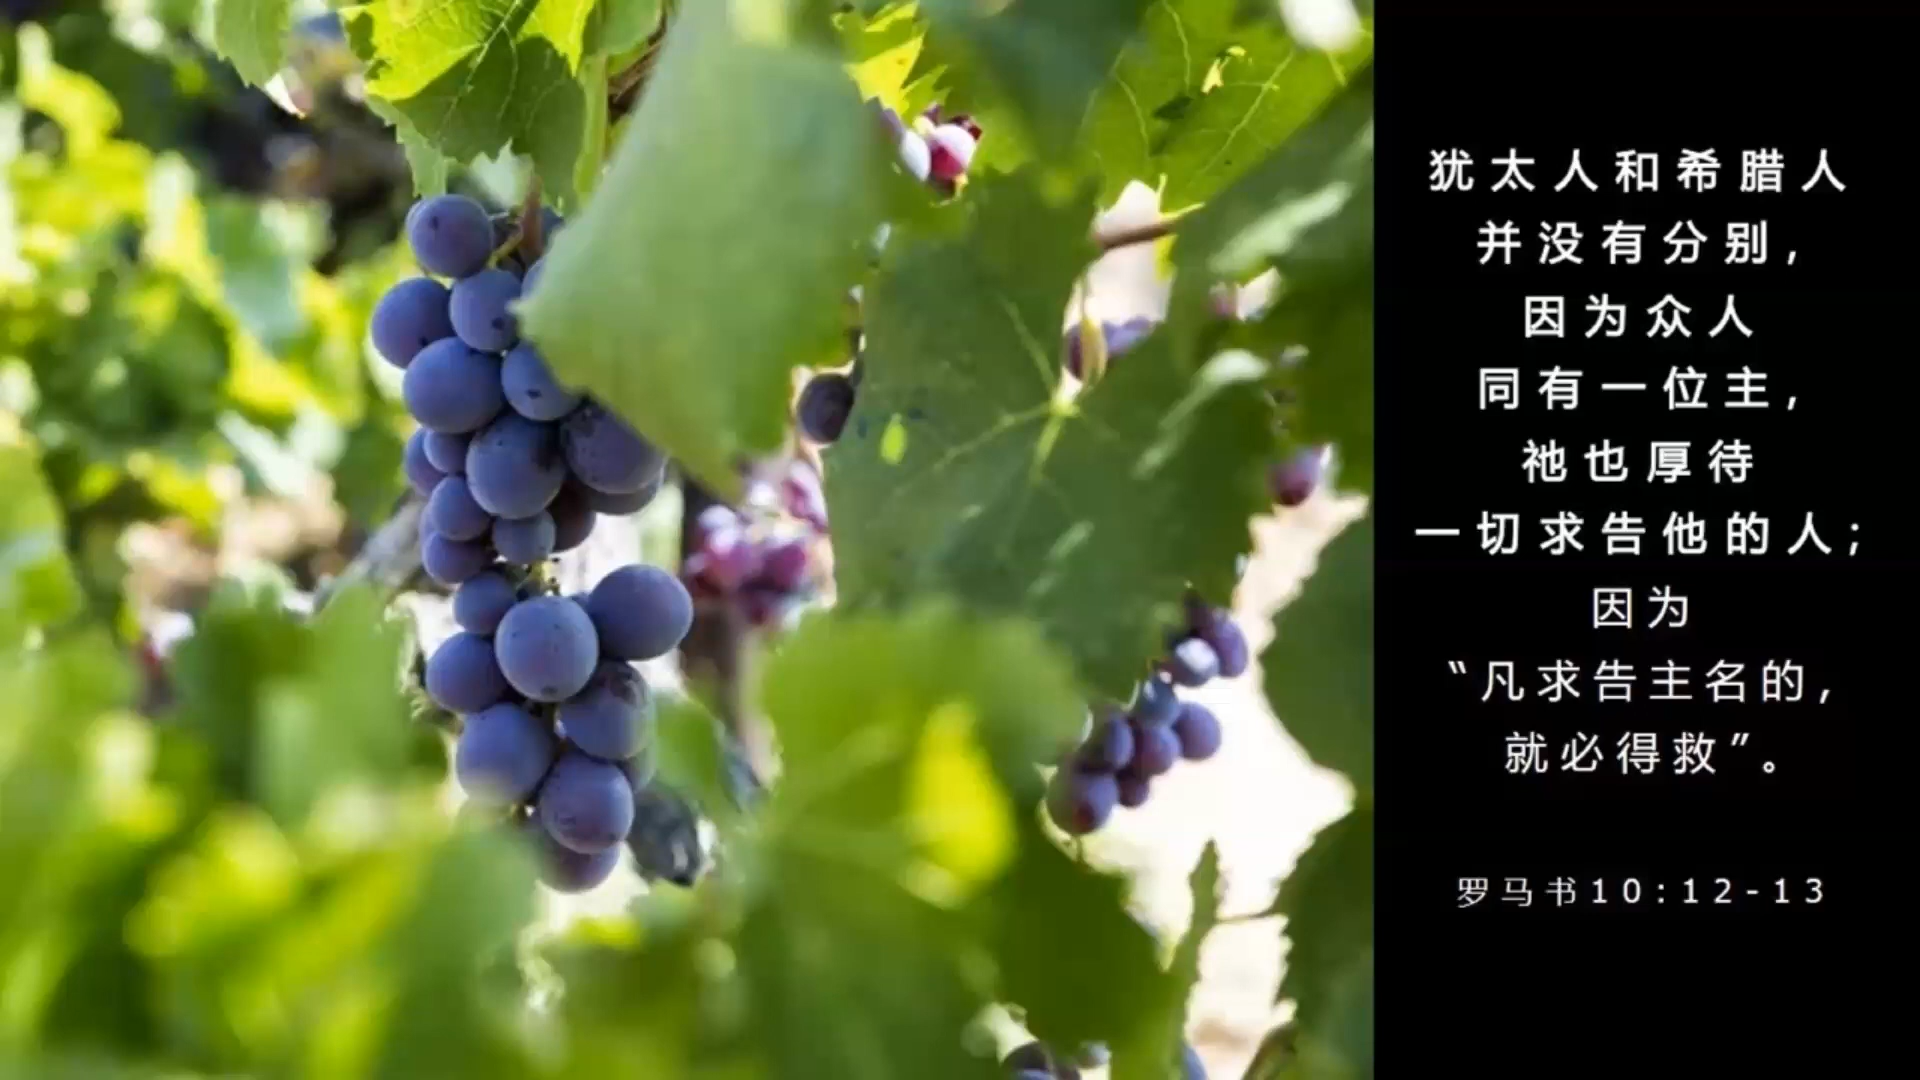 犹太人和希腊人
并没有分别，
因为众人
同有一位主，
祂也厚待
一切求告他的人；
因为
“凡求告主名的，
就必得救”。
罗马书10:12-13